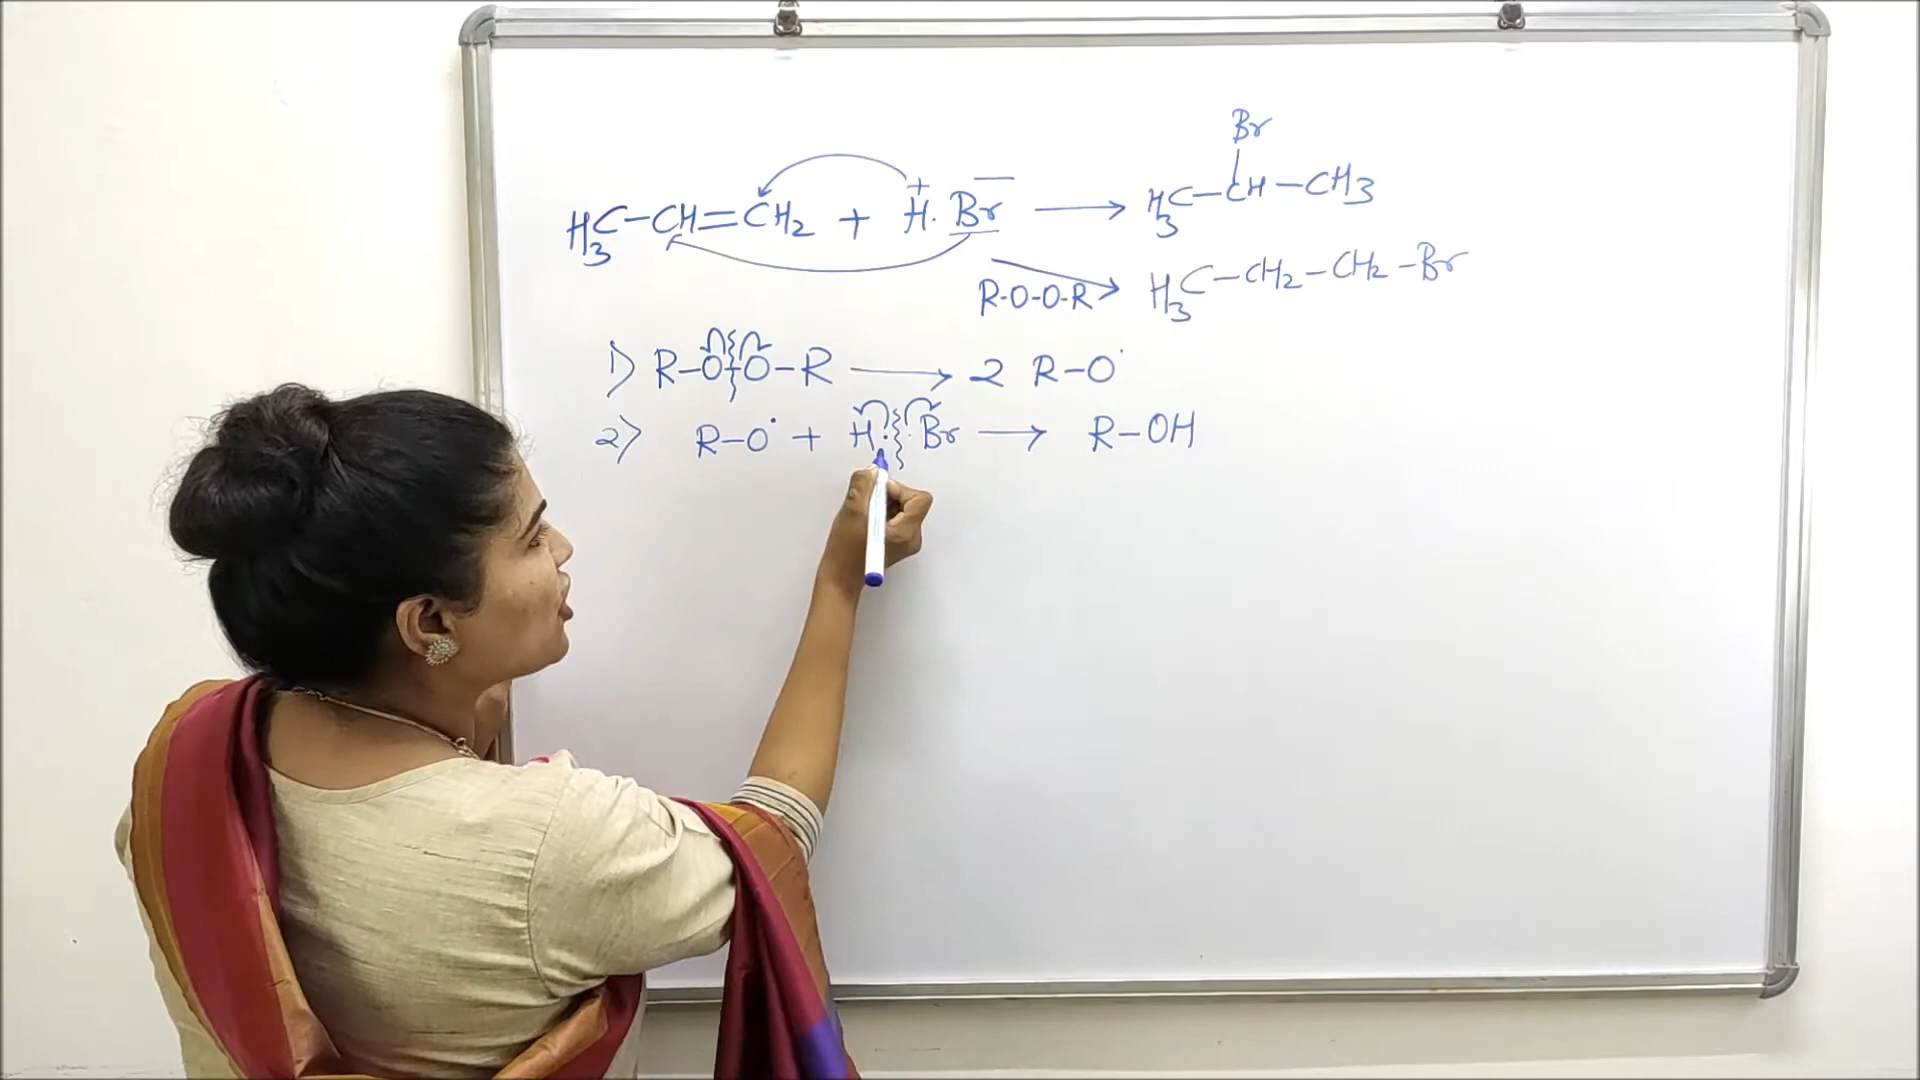 Br
H3C-CH=CH2 + H. Br → H3C-CH-CH3
+ —
R-O-O-R → H3C-CH2-CH2-Br
1) R-O-O-R → 2 R-O·
2) R-O· + H· ·Br → R-OH